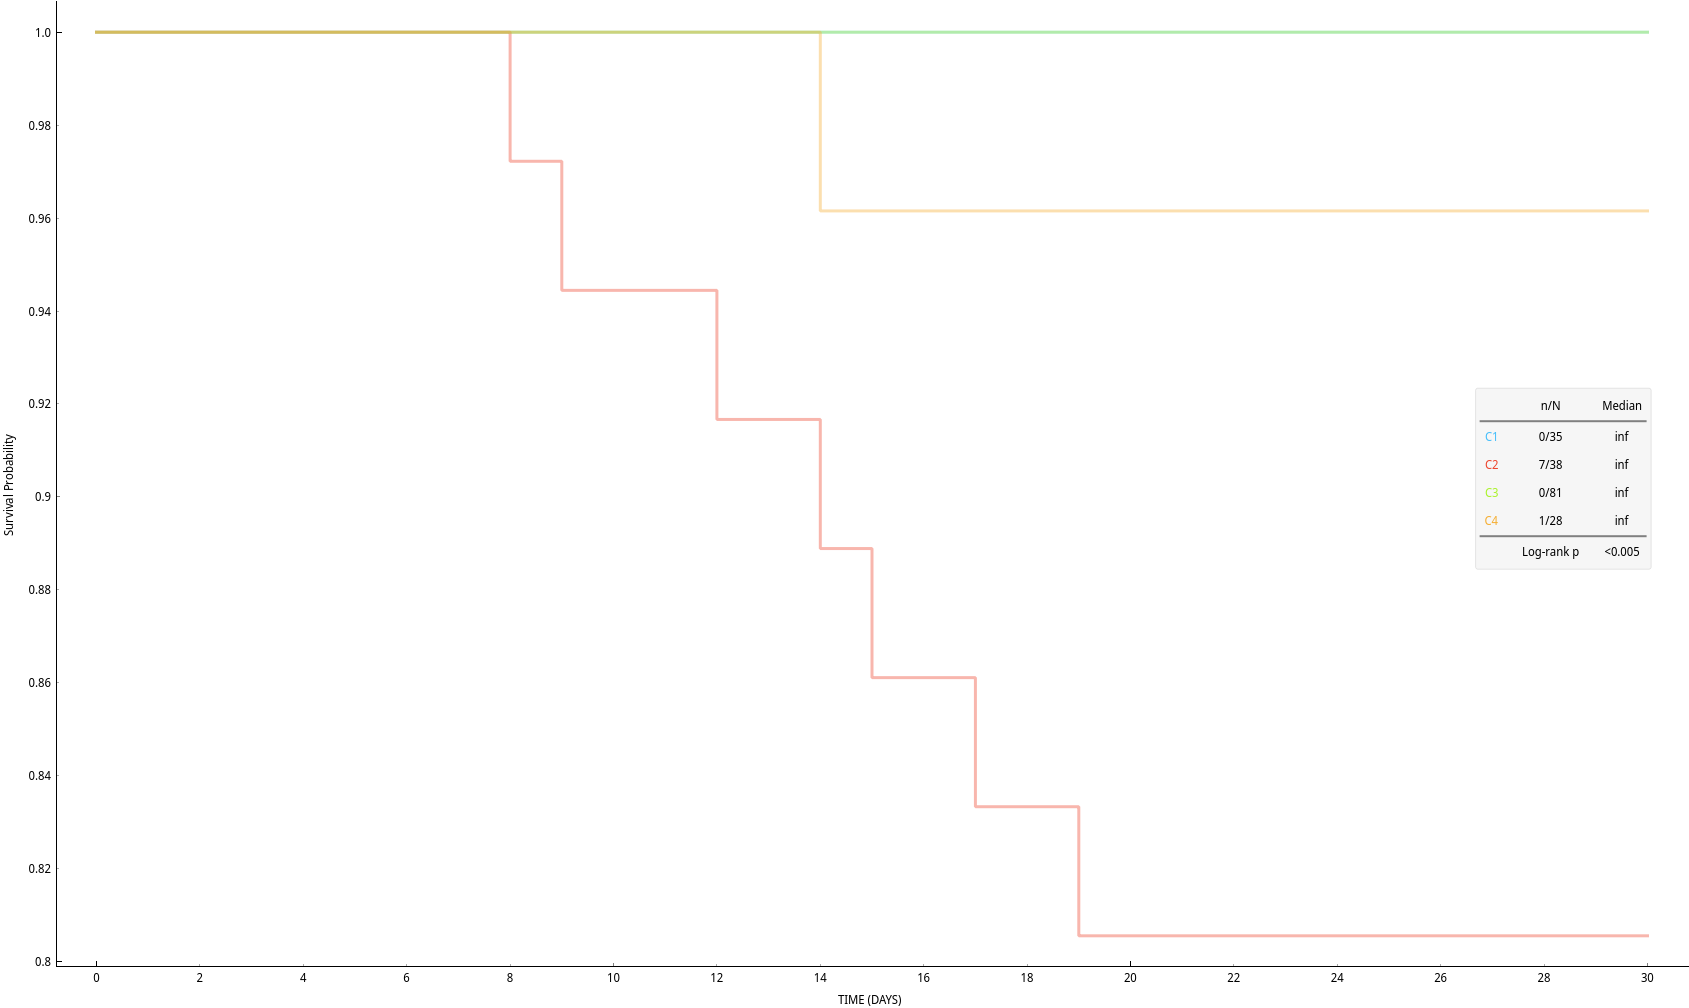 1.0
0.98
0.96
0.94
0.92
0.9
0.88
0.86
0.84
0.82
0.8
Survival Probability
n/N Median
C1 0/35 inf
C2 7/38 inf
C3 0/81 inf
C4 1/28 inf
Log-rank p <0.005
0 2 4 6 8 10 12 14 16 18 20 22 24 26 28 30
TIME (DAYS)